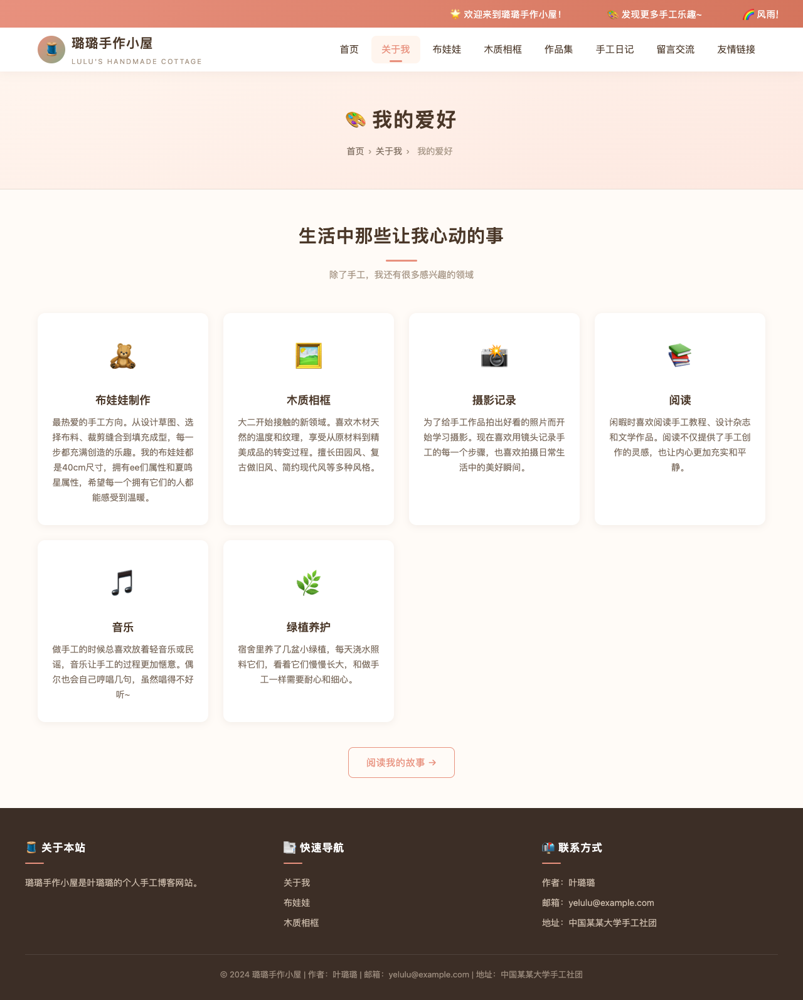 欢迎来到璐璐手作小屋！ 发现更多手工乐趣~ 风雨
璐璐手作小屋
LULU'S HANDMADE COTTAGE
首页 关于我 布娃娃 木质相框 作品集 手工日记 留言交流 友情链接
我的爱好
首页 › 关于我 › 我的爱好
生活中那些让我心动的事
除了手工，我还有很多感兴趣的领域
布娃娃制作
最热爱的手工方向。从设计草图、选
择布料、裁剪缝合到填充成型，每一
步都充满创造的乐趣。我的布娃娃都
是40cm尺寸，拥有ee们属性和夏鸣
星属性，希望每一个拥有它们的人都
能感受到温暖。
木质相框
大二开始接触的新领域。喜欢木材天
然的温度和纹理，享受从原材料到精
美成品的转变过程。擅长田园风、复
古做旧风、简约现代风等多种风格。
摄影记录
为了给手工作品拍出好看的照片而开
始学习摄影。现在喜欢用镜头记录手
工的每一个步骤，也喜欢拍摄日常生
活中的美好瞬间。
阅读
闲暇时喜欢阅读手工教程、设计杂志
和文学作品。阅读不仅提供了手工创
作的灵感，也让内心更加充实和平
静。
音乐
做手工的时候总喜欢放着轻音乐或民
谣，音乐让手工的过程更加惬意。偶
尔也会自己哼唱几句，虽然唱得不好
听~
绿植养护
宿舍里养了几盆小绿植，每天浇水照
料它们，看着它们慢慢长大，和做手
工一样需要耐心和细心。
阅读我的故事 →
关于本站
璐璐手作小屋是叶璐璐的个人手工博客网站。
快速导航
关于我
布娃娃
木质相框
联系方式
作者：叶璐璐
邮箱：yelulu@example.com
地址：中国某某大学手工社团
© 2024 璐璐手作小屋 | 作者：叶璐璐 | 邮箱：yelulu@example.com | 地址：中国某某大学手工社团